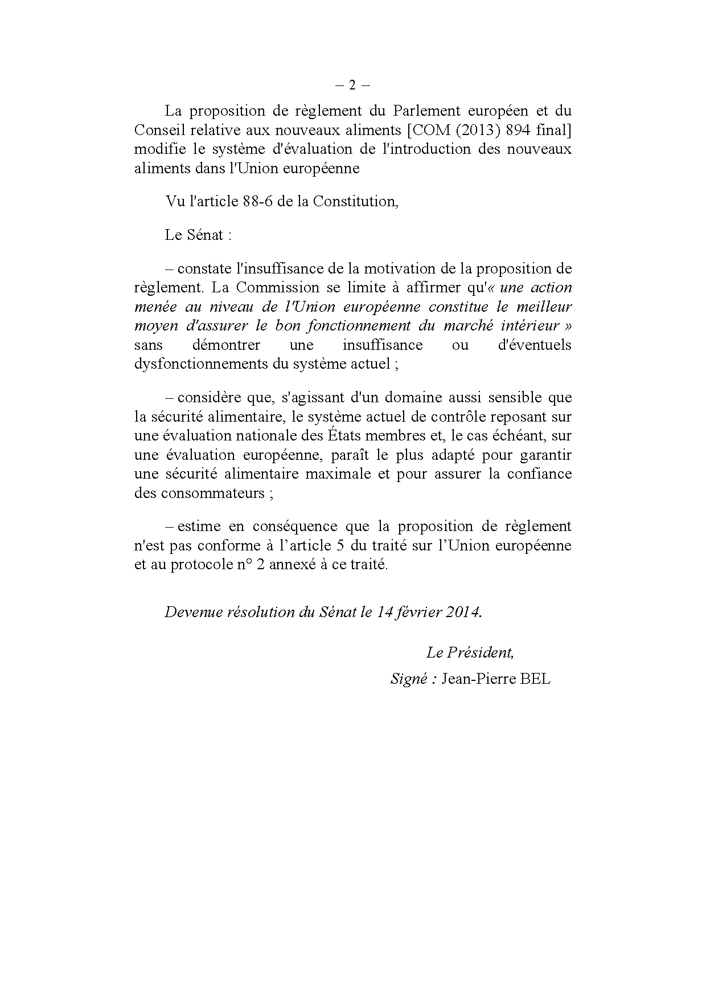 – 2 –
La proposition de règlement du Parlement européen et du
Conseil relative aux nouveaux aliments [COM (2013) 894 final]
modifie le système d'évaluation de l'introduction des nouveaux
aliments dans l'Union européenne
Vu l'article 88-6 de la Constitution,
Le Sénat :
– constate l'insuffisance de la motivation de la proposition de
règlement. La Commission se limite à affirmer qu'« une action
menée au niveau de l'Union européenne constitue le meilleur
moyen d'assurer le bon fonctionnement du marché intérieur »
sans démontrer une insuffisance ou d'éventuels
dysfonctionnements du système actuel ;
– considère que, s'agissant d'un domaine aussi sensible que
la sécurité alimentaire, le système actuel de contrôle reposant sur
une évaluation nationale des États membres et, le cas échéant, sur
une évaluation européenne, paraît le plus adapté pour garantir
une sécurité alimentaire maximale et pour assurer la confiance
des consommateurs ;
– estime en conséquence que la proposition de règlement
n'est pas conforme à l’article 5 du traité sur l’Union européenne
et au protocole n° 2 annexé à ce traité.
Devenue résolution du Sénat le 14 février 2014.
Le Président,
Signé : Jean-Pierre BEL